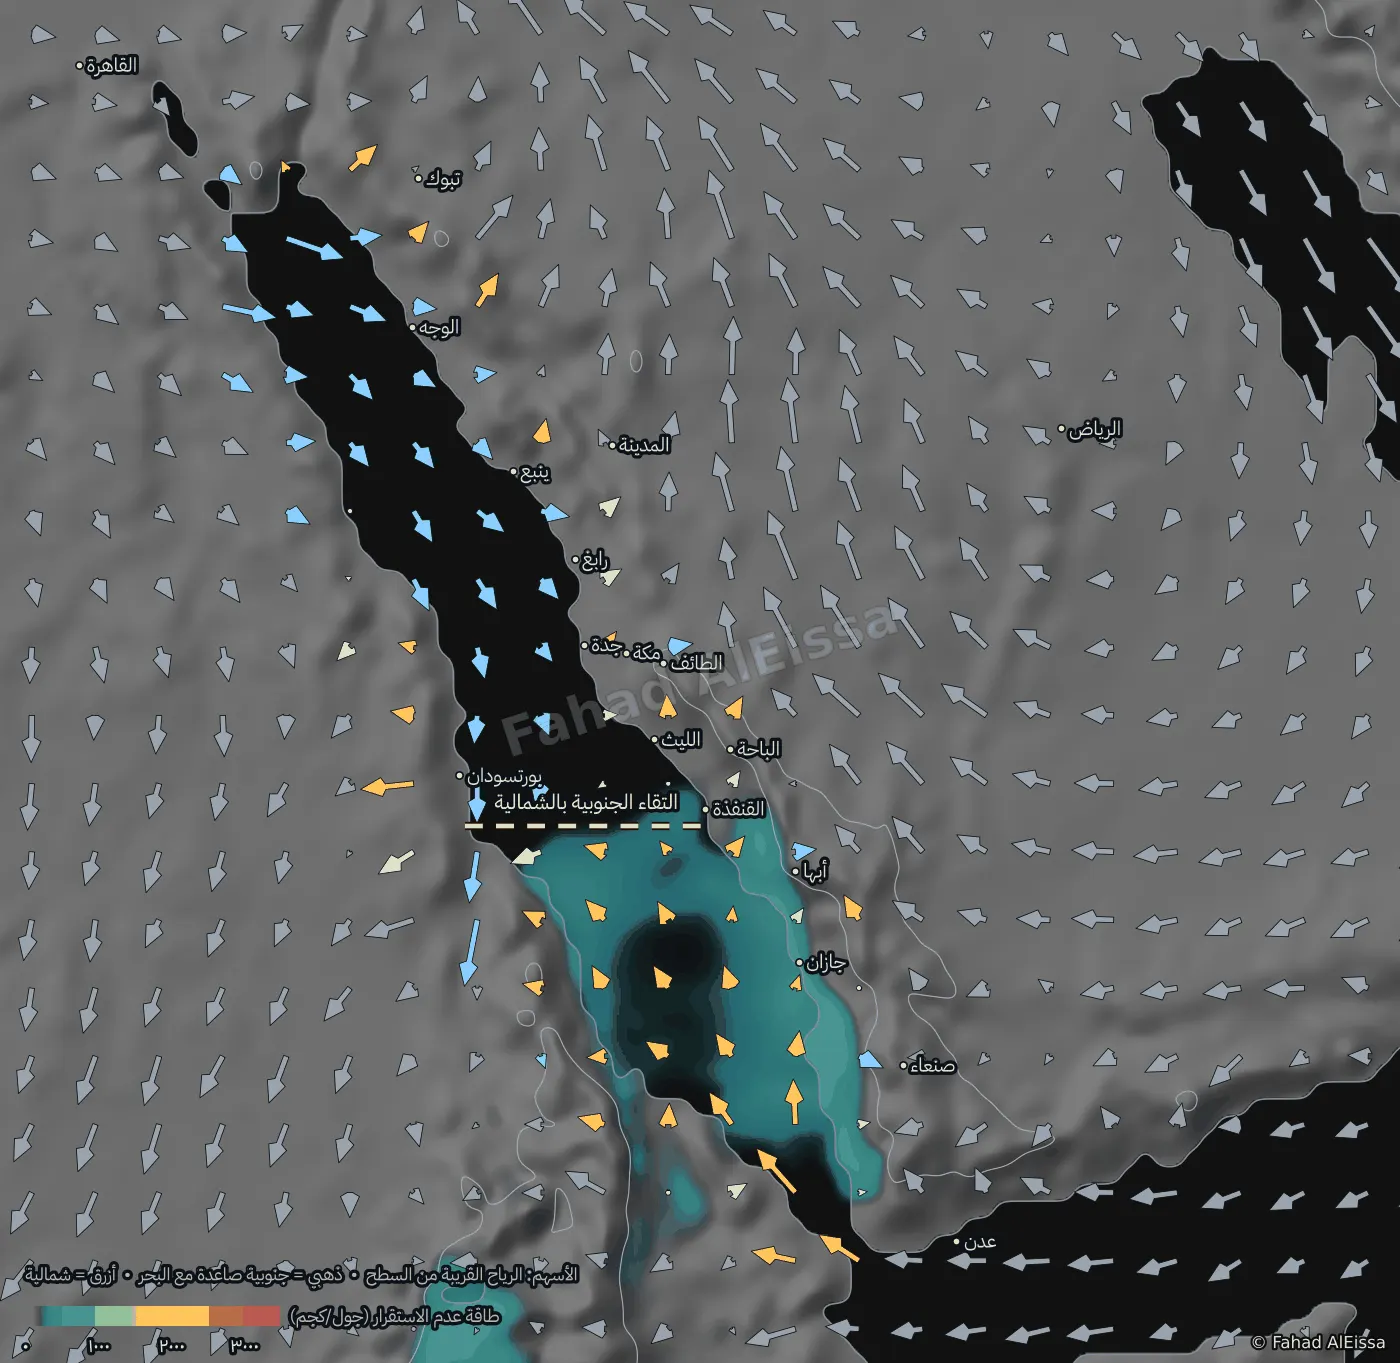 القاهرة
تبوك
الوجه
الرياض
المدينة
ينبع
رابغ
جدة
مكة
الطائف
Fahad AlEissa
الليث
الباحة
بورتسودان
التقاء الجنوبية بالشمالية
القنفذة
أبها
جازان
صنعاء
عدن
الأسهم: الرياح القريبة من السطح • ذهبي = جنوبية صاعدة مع البحر • أزرق = شمالية
طاقة عدم الاستقرار (جول/كجم)
٠ ١٠٠٠ ٢٠٠٠ ٣٠٠٠
© Fahad AlEissa